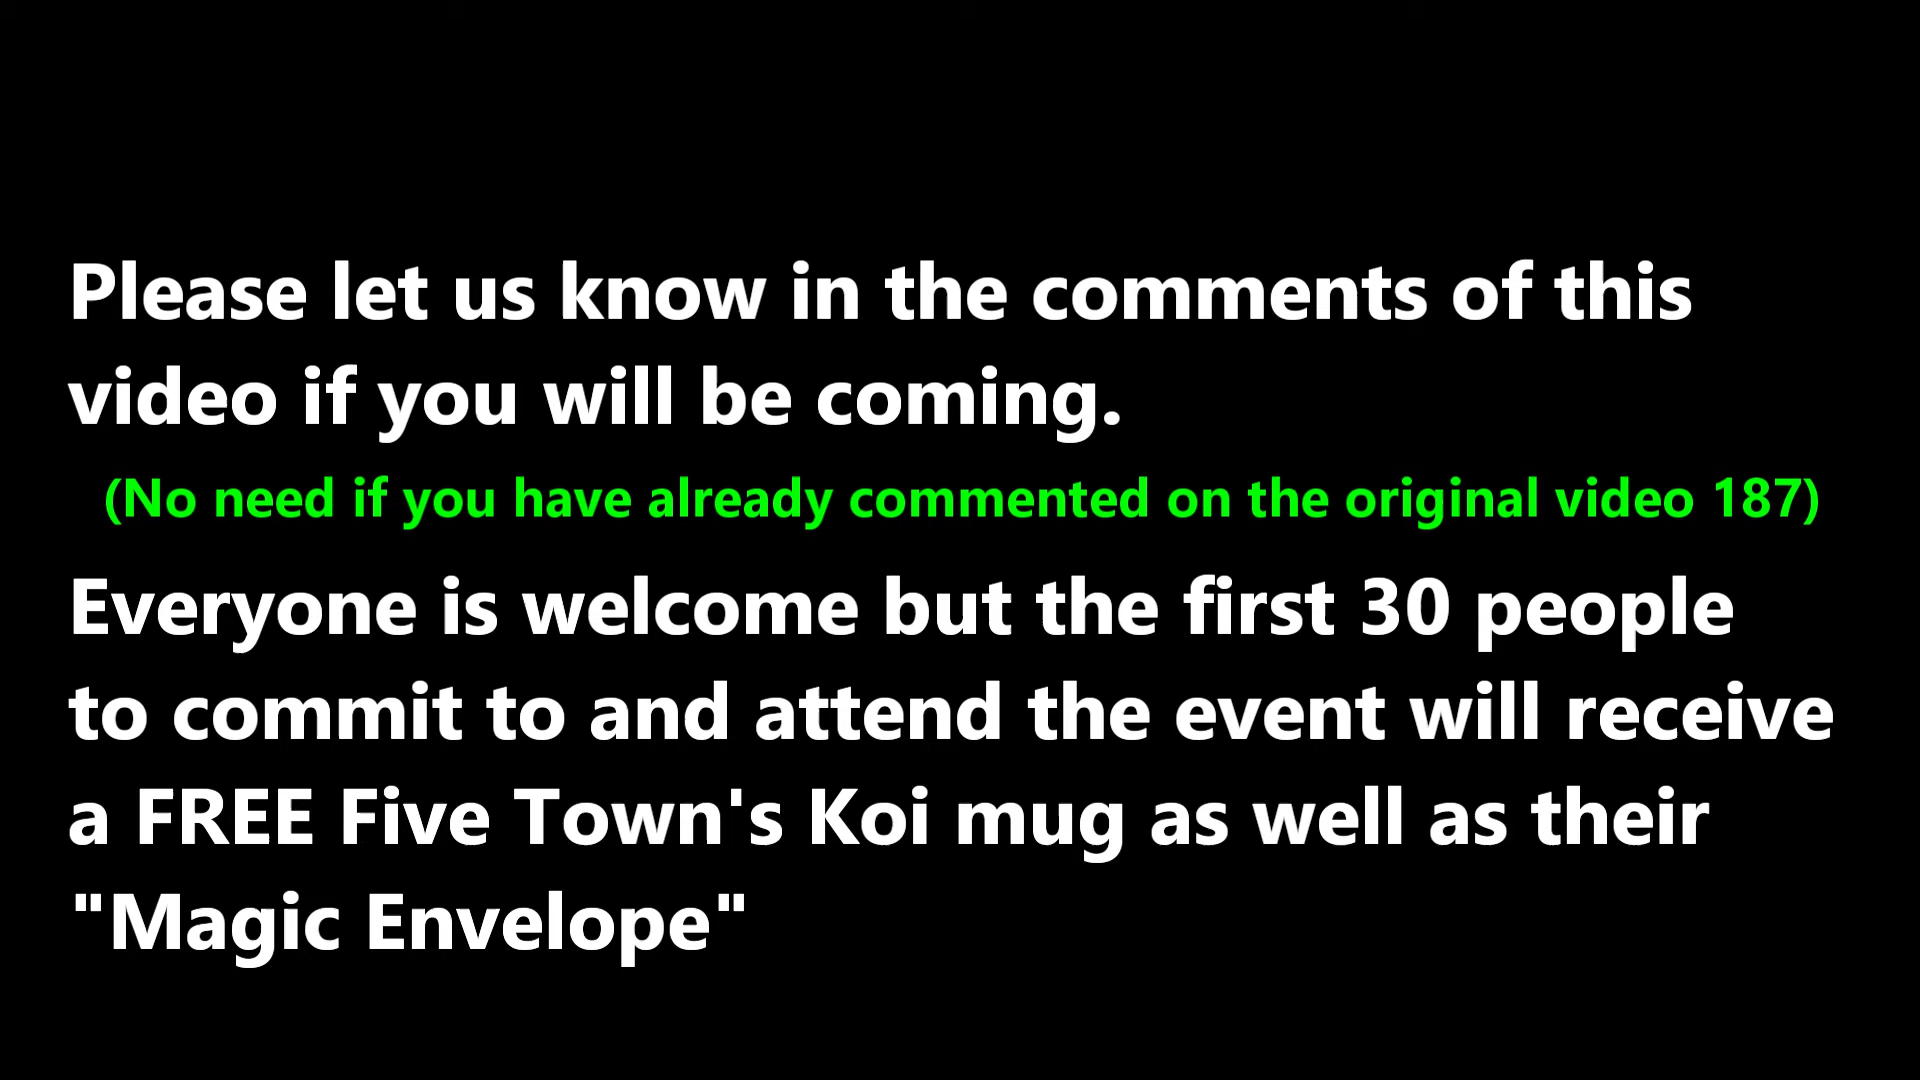 Please let us know in the comments of this
video if you will be coming.
(No need if you have already commented on the original video 187)
Everyone is welcome but the first 30 people
to commit to and attend the event will receive
a FREE Five Town's Koi mug as well as their
"Magic Envelope"